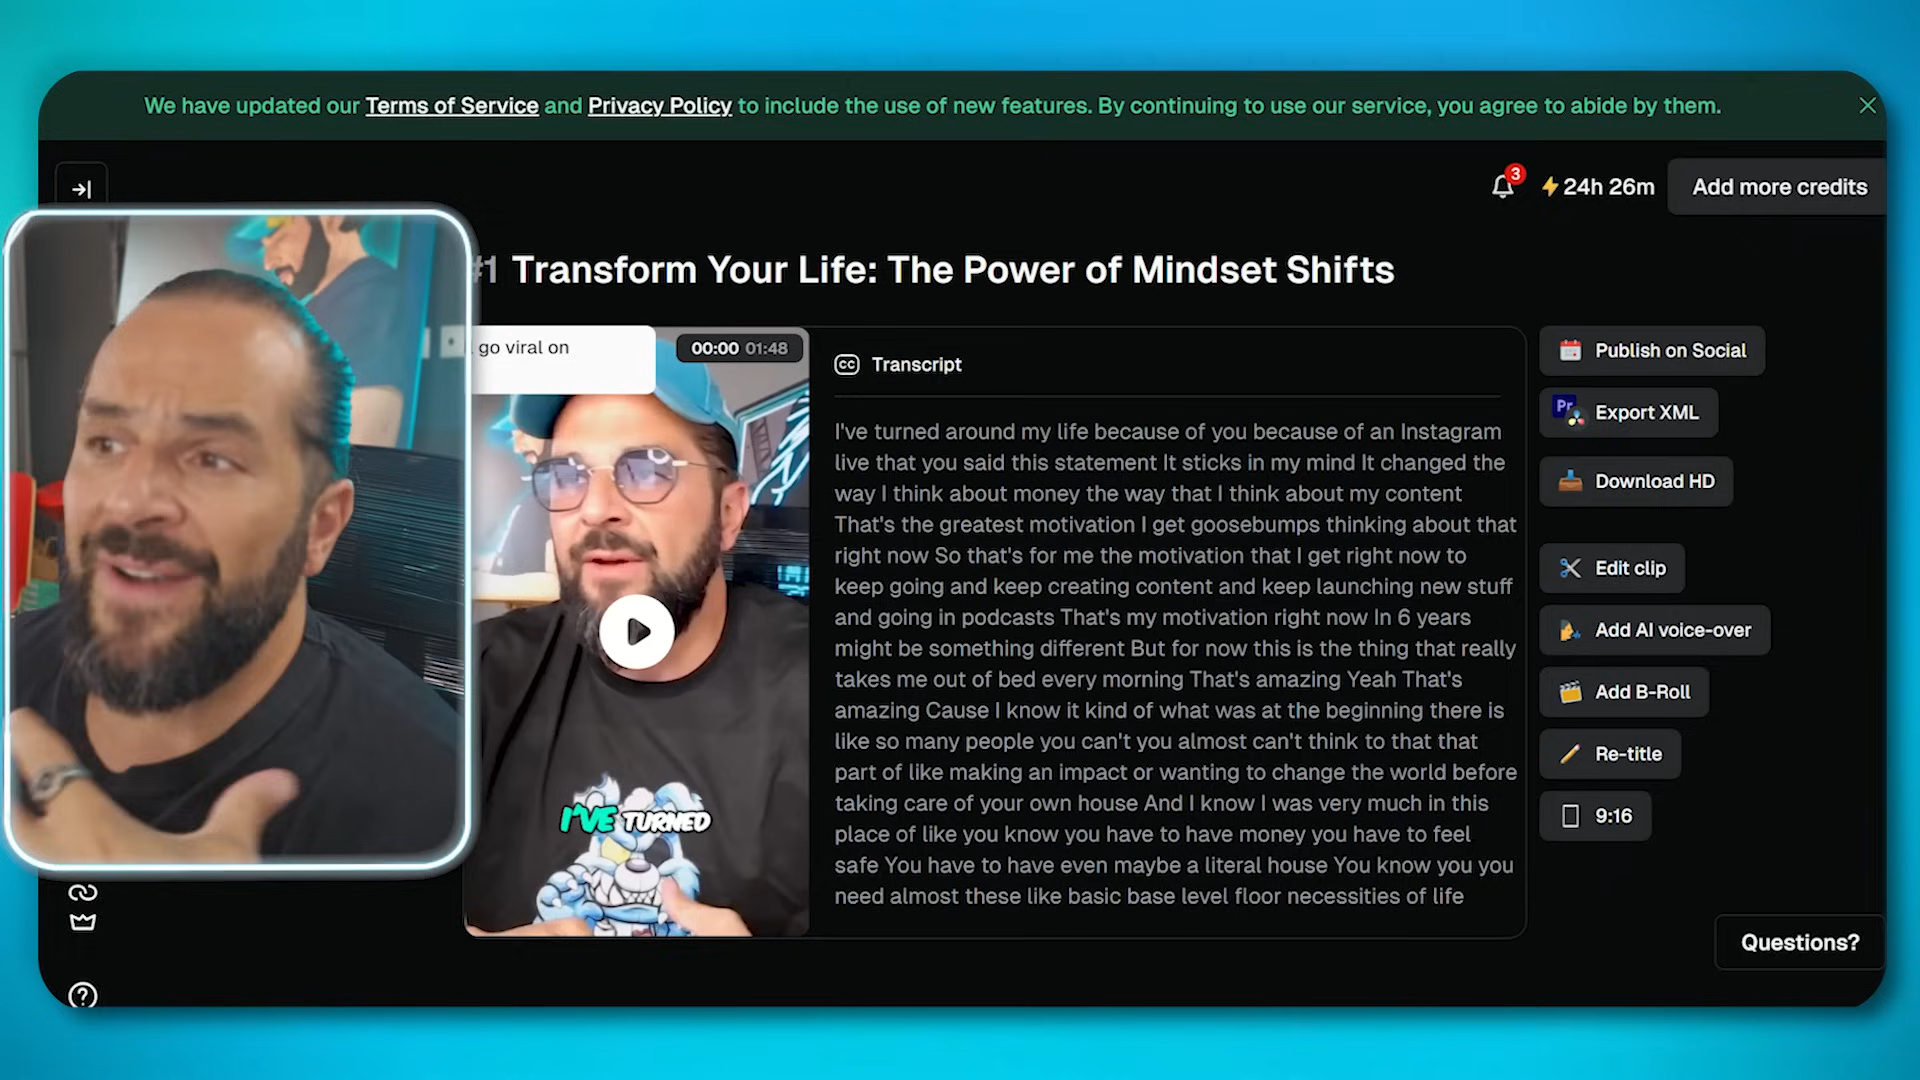 We have updated our Terms of Service and Privacy Policy to include the use of new features. By continuing to use our service, you agree to abide by them.
3
24h 26m
Add more credits
#1 Transform Your Life: The Power of Mindset Shifts
go viral on
00:00 01:48
I'VE TURNED
Transcript
I've turned around my life because of you because of an Instagram
live that you said this statement It sticks in my mind It changed the
way I think about money the way that I think about my content
That's the greatest motivation I get goosebumps thinking about that
right now So that's for me the motivation that I get right now to
keep going and keep creating content and keep launching new stuff
and going in podcasts That's my motivation right now In 6 years
might be something different But for now this is the thing that really
takes me out of bed every morning That's amazing Yeah That's
amazing Cause I know it kind of what was at the beginning there is
like so many people you can't you almost can't think to that that
part of like making an impact or wanting to change the world before
taking care of your own house And I know I was very much in this
place of like you know you have to have money you have to feel
safe You have to have even maybe a literal house You know you you
need almost these like basic base level floor necessities of life
Publish on Social
Pr
Export XML
Download HD
Edit clip
Add AI voice-over
Add B-Roll
Re-title
9:16
Questions?